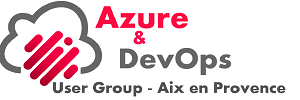 Azure
&
DevOps
User Group - Aix en Provence